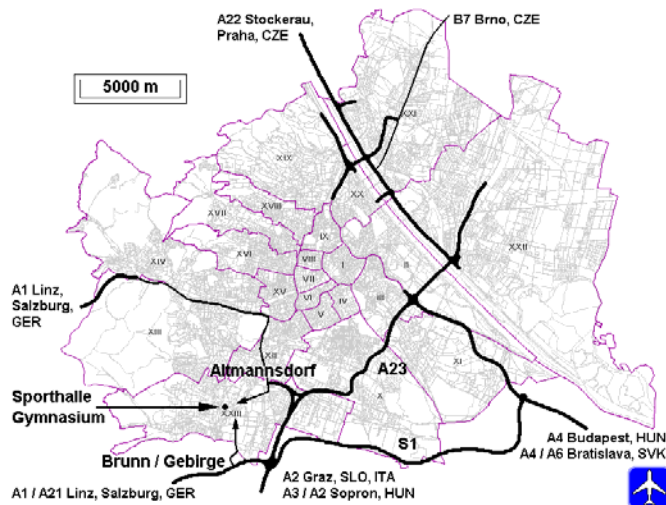 A22 Stockerau,
Praha, CZE
B7 Brno, CZE
5000 m
XXI
XIX
XX
XVIII
XVII
IX
XXII
XVI
VIII
I
II
XIV
VII
XV
VI
IV
V
III
A1 Linz,
Salzburg,
GER
XIII
XII
XI
Altmannsdorf
A23
X
Sporthalle
Gymnasium
XXIII
S1
A4 Budapest, HUN
A4 / A6 Bratislava, SVK
Brunn / Gebirge
A2 Graz, SLO, ITA
A3 / A2 Sopron, HUN
A1 / A21 Linz, Salzburg, GER